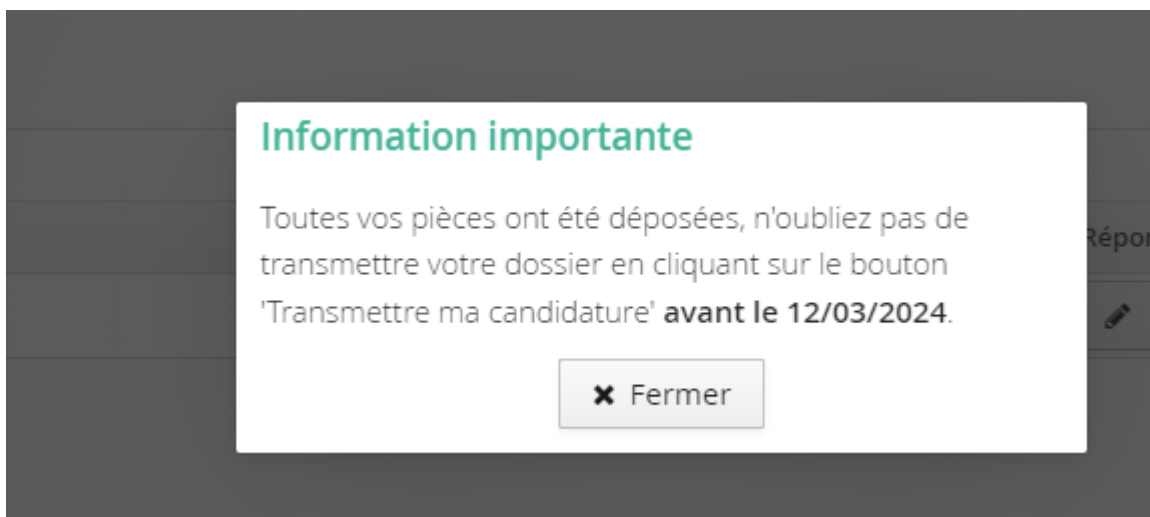 Information importante
Toutes vos pièces ont été déposées, n'oubliez pas de
transmettre votre dossier en cliquant sur le bouton
'Transmettre ma candidature' avant le 12/03/2024.
Fermer